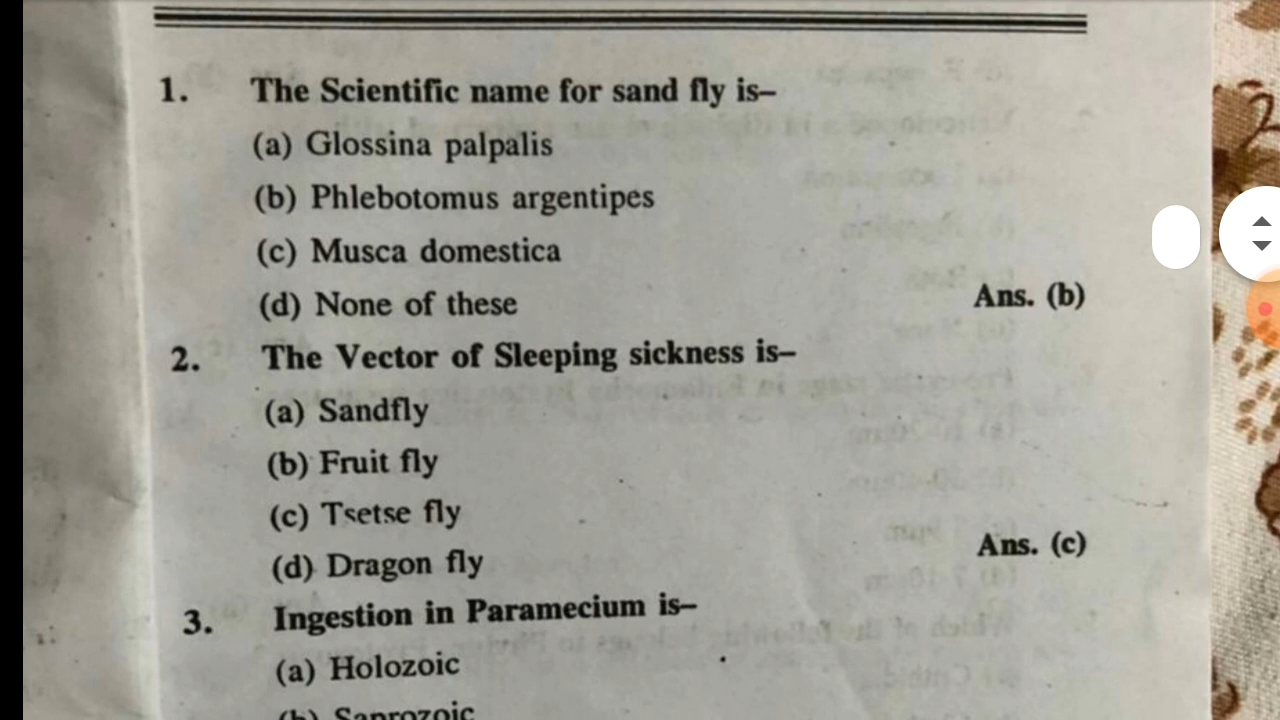 1. The Scientific name for sand fly is–
(a) Glossina palpalis
(b) Phlebotomus argentipes
(c) Musca domestica
(d) None of these Ans. (b)
2. The Vector of Sleeping sickness is–
(a) Sandfly
(b) Fruit fly
(c) Tsetse fly
(d) Dragon fly Ans. (c)
3. Ingestion in Paramecium is–
(a) Holozoic
(b) Saprozoic